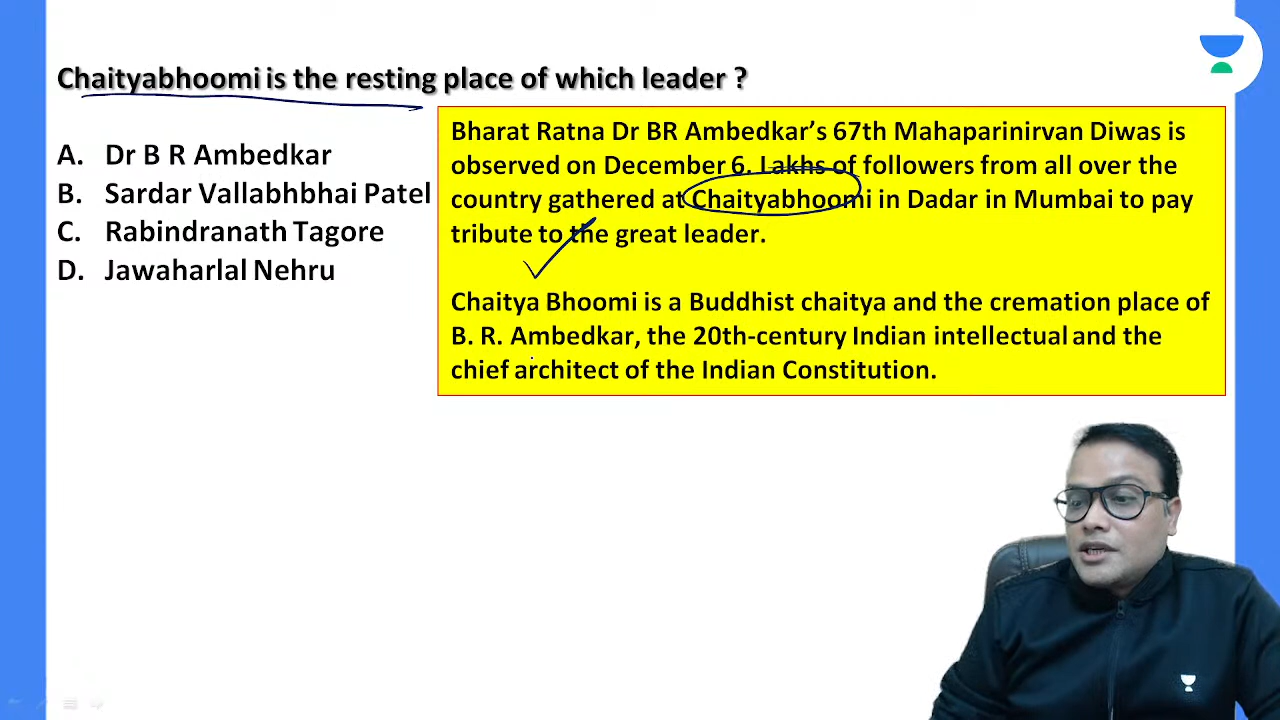 Chaityabhoomi is the resting place of which leader ?
A. Dr B R Ambedkar
B. Sardar Vallabhbhai Patel
C. Rabindranath Tagore
D. Jawaharlal Nehru
Bharat Ratna Dr BR Ambedkar’s 67th Mahaparinirvan Diwas is
observed on December 6. Lakhs of followers from all over the
country gathered at Chaityabhoomi in Dadar in Mumbai to pay
tribute to the great leader.
Chaitya Bhoomi is a Buddhist chaitya and the cremation place of
B. R. Ambedkar, the 20th-century Indian intellectual and the
chief architect of the Indian Constitution.